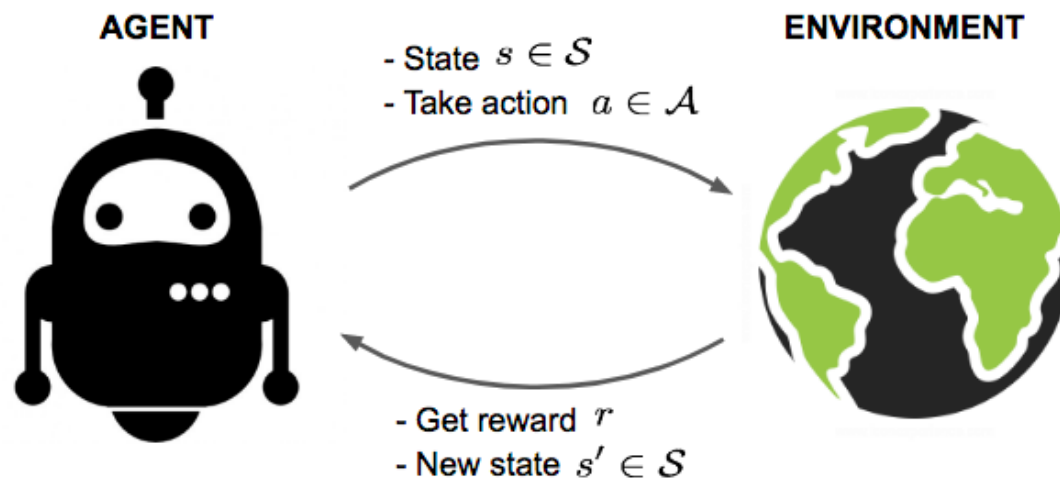 AGENT
ENVIRONMENT
- State s ∈ 𝒮
- Take action a ∈ 𝒜
- Get reward r
- New state s′ ∈ 𝒮